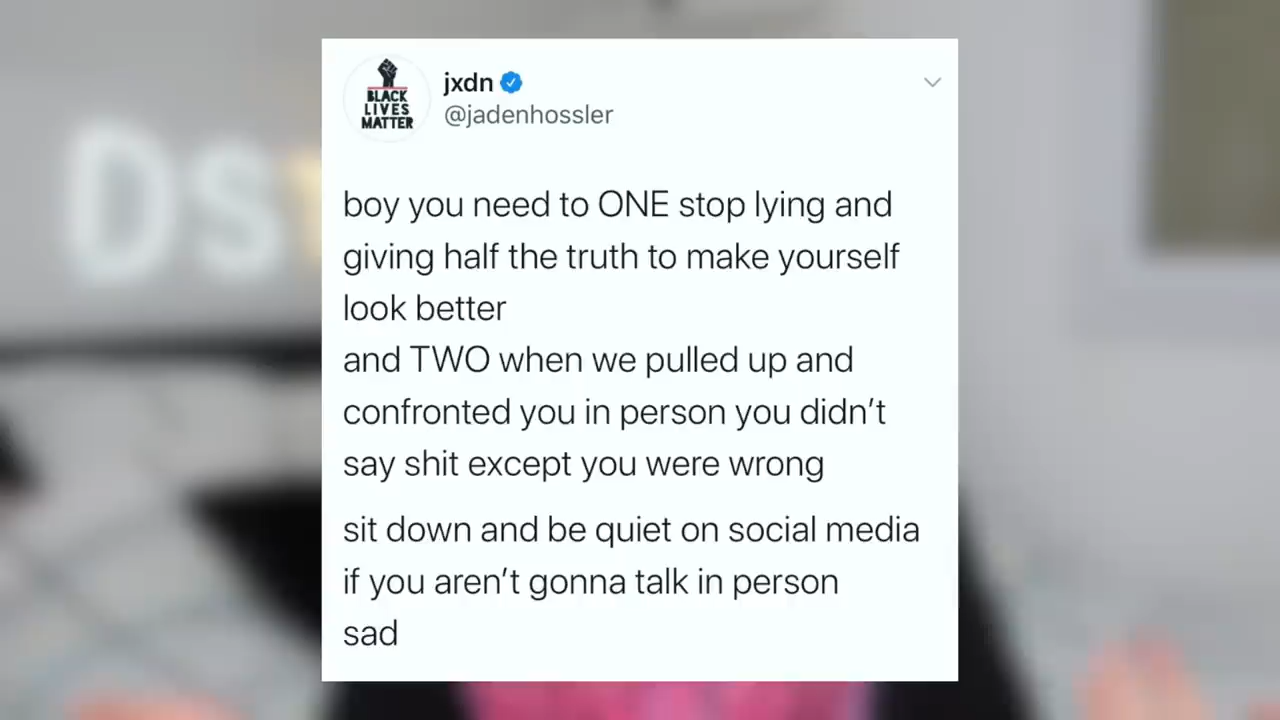 DS
BLACK
LIVES
MATTER
jxdn
@jadenhossler
boy you need to ONE stop lying and
giving half the truth to make yourself
look better
and TWO when we pulled up and
confronted you in person you didn't
say shit except you were wrong
sit down and be quiet on social media
if you aren't gonna talk in person
sad